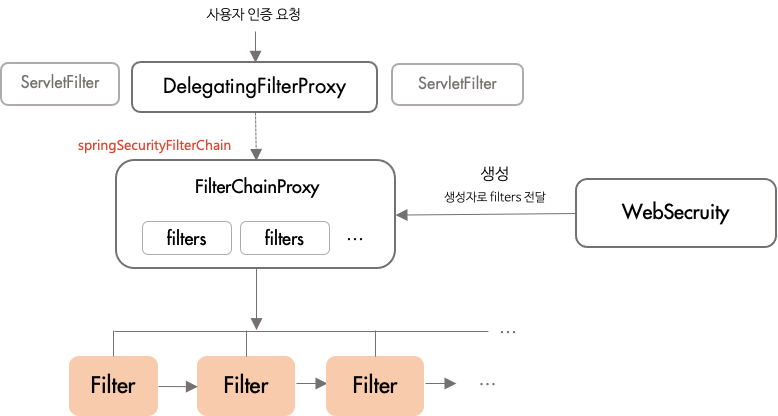 사용자 인증 요청
ServletFilter
DelegatingFilterProxy
ServletFilter
springSecurityFilterChain
FilterChainProxy
filters
filters
...
생성
생성자로 filters 전달
WebSecruity
...
Filter
Filter
Filter
...